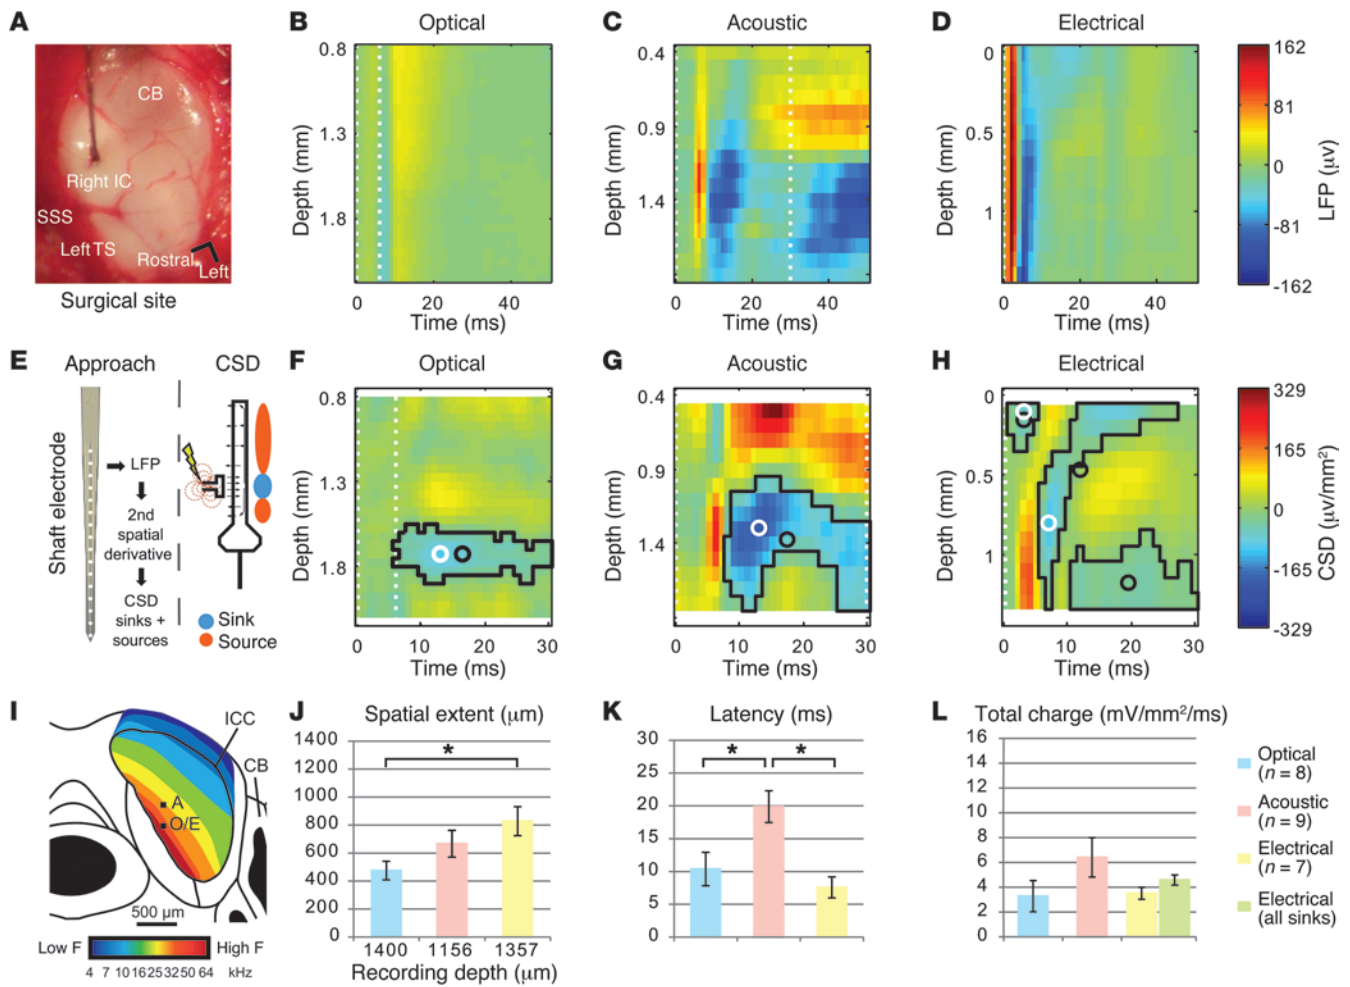 A
CB
Right IC
SSS
Left TS
Rostral
Left
Surgical site
B
Optical
0.8
1.3
1.8
Depth (mm)
0 20 40
Time (ms)
C
Acoustic
0.4
0.9
1.4
Depth (mm)
0 20 40
Time (ms)
D
Electrical
0
0.5
1
Depth (mm)
0 20 40
Time (ms)
162
81
0
-81
-162
LFP (μv)
E
Approach
CSD
Shaft electrode
LFP
2nd
spatial
derivative
CSD
sinks +
sources
Sink
Source
F
Optical
0.8
1.3
1.8
Depth (mm)
0 10 20 30
Time (ms)
G
Acoustic
0.4
0.9
1.4
Depth (mm)
0 10 20 30
Time (ms)
H
Electrical
0
0.5
1
Depth (mm)
0 10 20 30
Time (ms)
329
165
0
-165
-329
CSD (μv/mm²)
I
ICC
CB
A
O/E
500 μm
Low F
High F
4 7 10 16 25 32 50 64 kHz
J
Spatial extent (μm)
1400
1200
1000
800
600
400
200
0
*
1400 1156 1357
Recording depth (μm)
K
Latency (ms)
30
25
20
15
10
5
0
* *
L
Total charge (mV/mm²/ms)
16
14
12
10
8
6
4
2
0
Optical
(n = 8)
Acoustic
(n = 9)
Electrical
(n = 7)
Electrical
(all sinks)